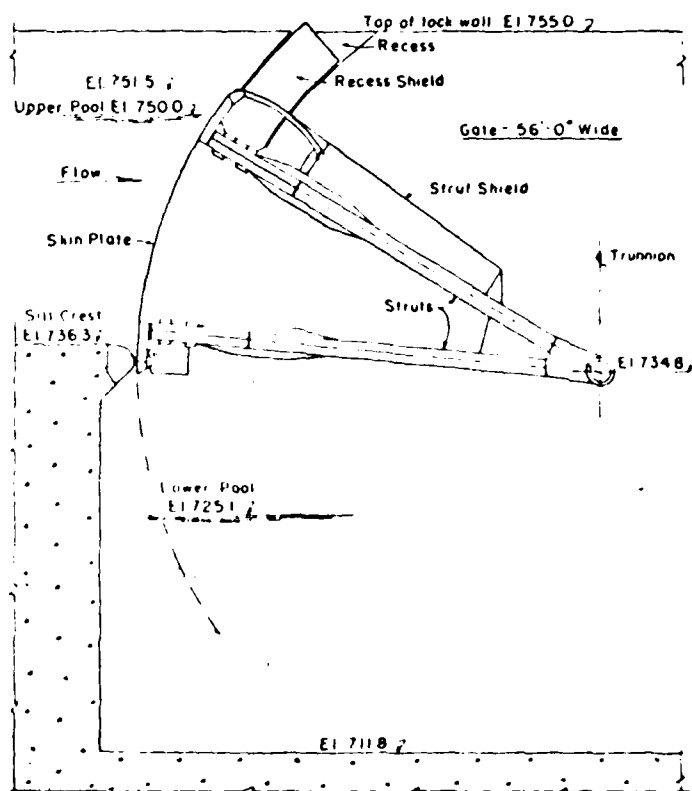 Top of lock wall El 755.0
Recess
Recess Shield
El 751.5
Upper Pool El 750.0
Gate - 56'-0" Wide
Flow
Strut Shield
Skin Plate
Trunnion
Struts
Sill Crest
El 736.3
El 734.8
Lower Pool
El 725.1
El 711.8